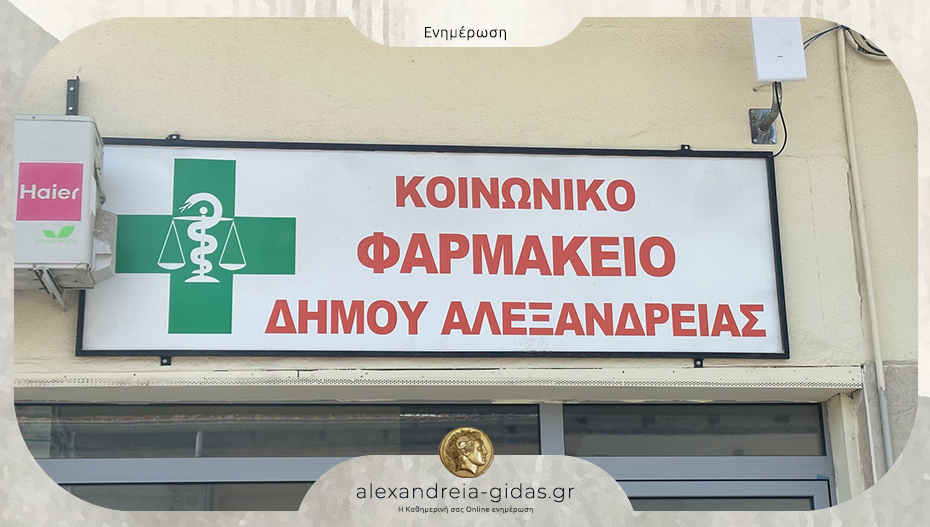 Ενημέρωση
Haier
ΚΟΙΝΩΝΙΚΟ
ΦΑΡΜΑΚΕΙΟ
ΔΗΜΟΥ ΑΛΕΞΑΝΔΡΕΙΑΣ
alexandreia-gidas.gr
Η Καθημερινή σας Online ενημέρωση